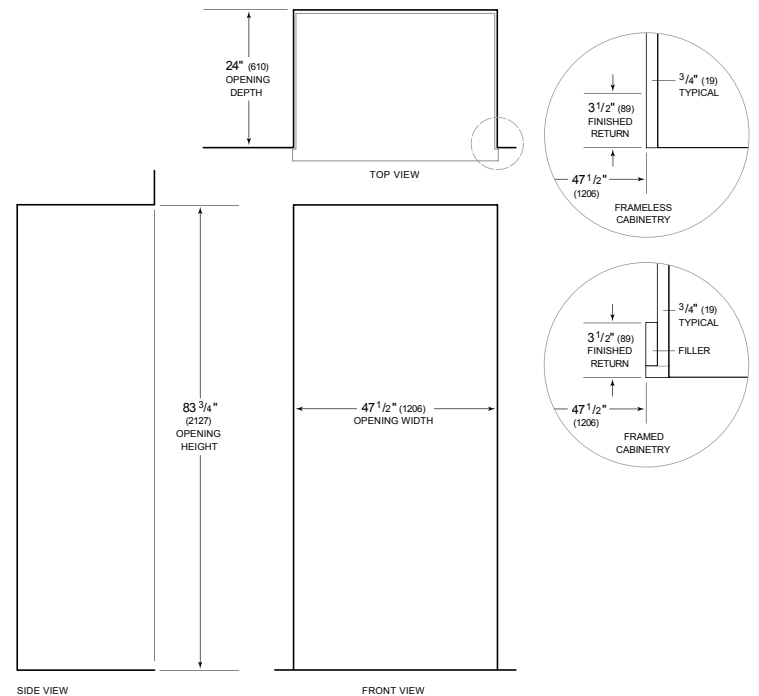 24" (610)
OPENING
DEPTH
TOP VIEW
3/4" (19)
TYPICAL
3 1/2" (89)
FINISHED
RETURN
47 1/2"
(1206)
FRAMELESS
CABINETRY
3/4" (19)
TYPICAL
3 1/2" (89)
FINISHED
RETURN
FILLER
47 1/2"
(1206)
FRAMED
CABINETRY
83 3/4"
(2127)
OPENING
HEIGHT
47 1/2" (1206)
OPENING WIDTH
SIDE VIEW
FRONT VIEW